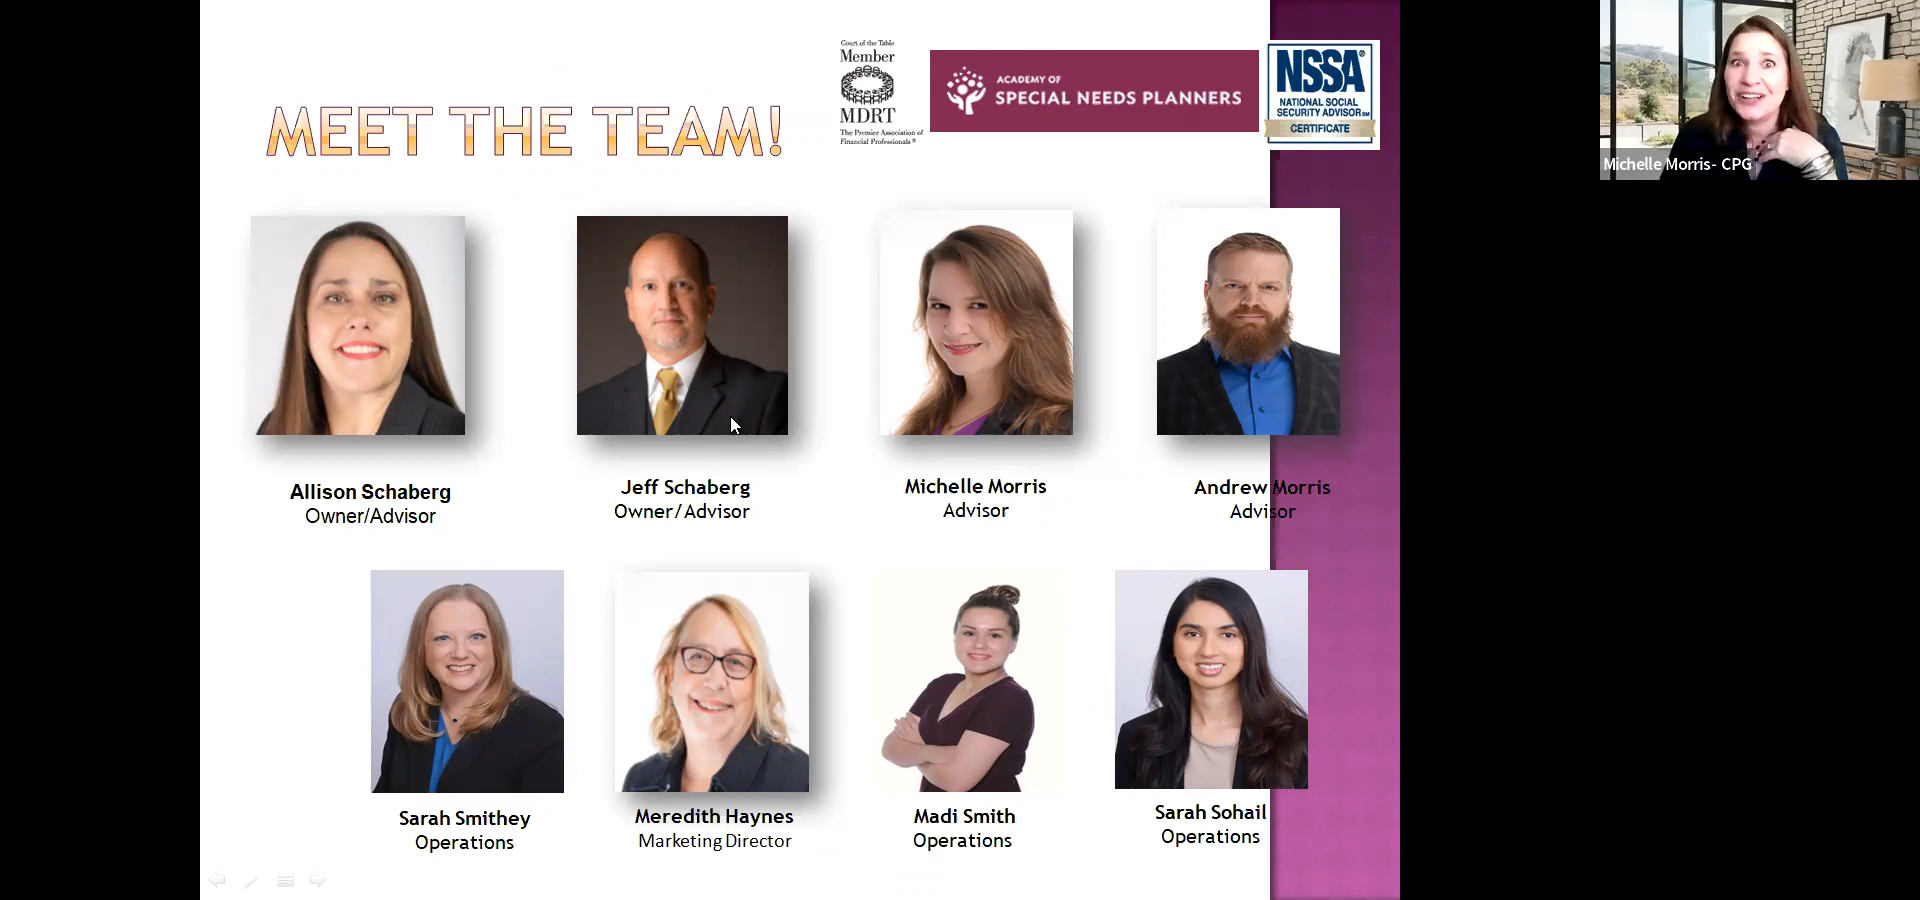 MEET THE TEAM!
Court of the Table
Member
MDRT
The Premier Association of
Financial Professionals®
ACADEMY OF
SPECIAL NEEDS PLANNERS
NSSA®
NATIONAL SOCIAL
SECURITY ADVISOR SM
CERTIFICATE
Michelle Morris- CPG
Allison Schaberg
Owner/Advisor
Jeff Schaberg
Owner/Advisor
Michelle Morris
Advisor
Andrew Morris
Advisor
Sarah Smithey
Operations
Meredith Haynes
Marketing Director
Madi Smith
Operations
Sarah Sohail
Operations